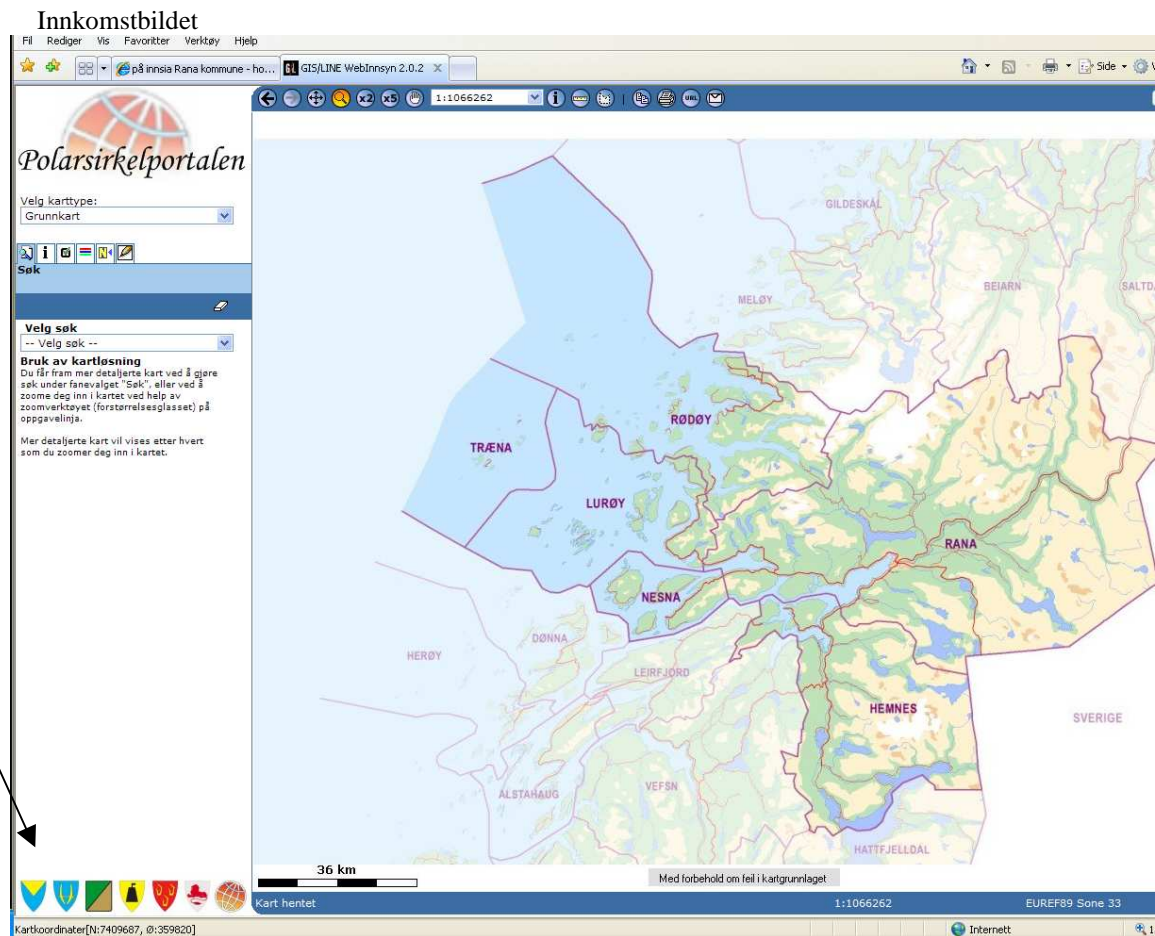 Innkomstbildet
Fil Rediger Vis Favoritter Verktøy Hjelp
på innsia Rana kommune - ho... GIS/LINE WebInnsyn 2.0.2 X Side
Polarsirkelportalen
x2 x5 1:1066262 i URL
Velg karttype:
Grunnkart
i
Søk
Velg søk
-- Velg søk --
Bruk av kartløsning
Du får fram mer detaljerte kart ved å gjøre
søk under fanevalget "Søk", eller ved å
zoome deg inn i kartet ved help av
zoomverktøyet (forstørrelsesglasset) på
oppgavelinja.
Mer detaljerte kart vil vises etter hvert
som du zoomer deg inn i kartet.
GILDESKÅL
BEIARN
SALTD
MELØY
RØDØY
TRÆNA
LURØY
RANA
NESNA
DØNNA
HERØY
LEIRFJORD
HEMNES
SVERIGE
VEFSN
ALSTAHAUG
HATTFJELLDAL
36 km
Med forbehold om feil i kartgrunnlaget
Kart hentet 1:1066262 EUREF89 Sone 33
Kartkoordinater[N:7409687, Ø:359820] Internett 1